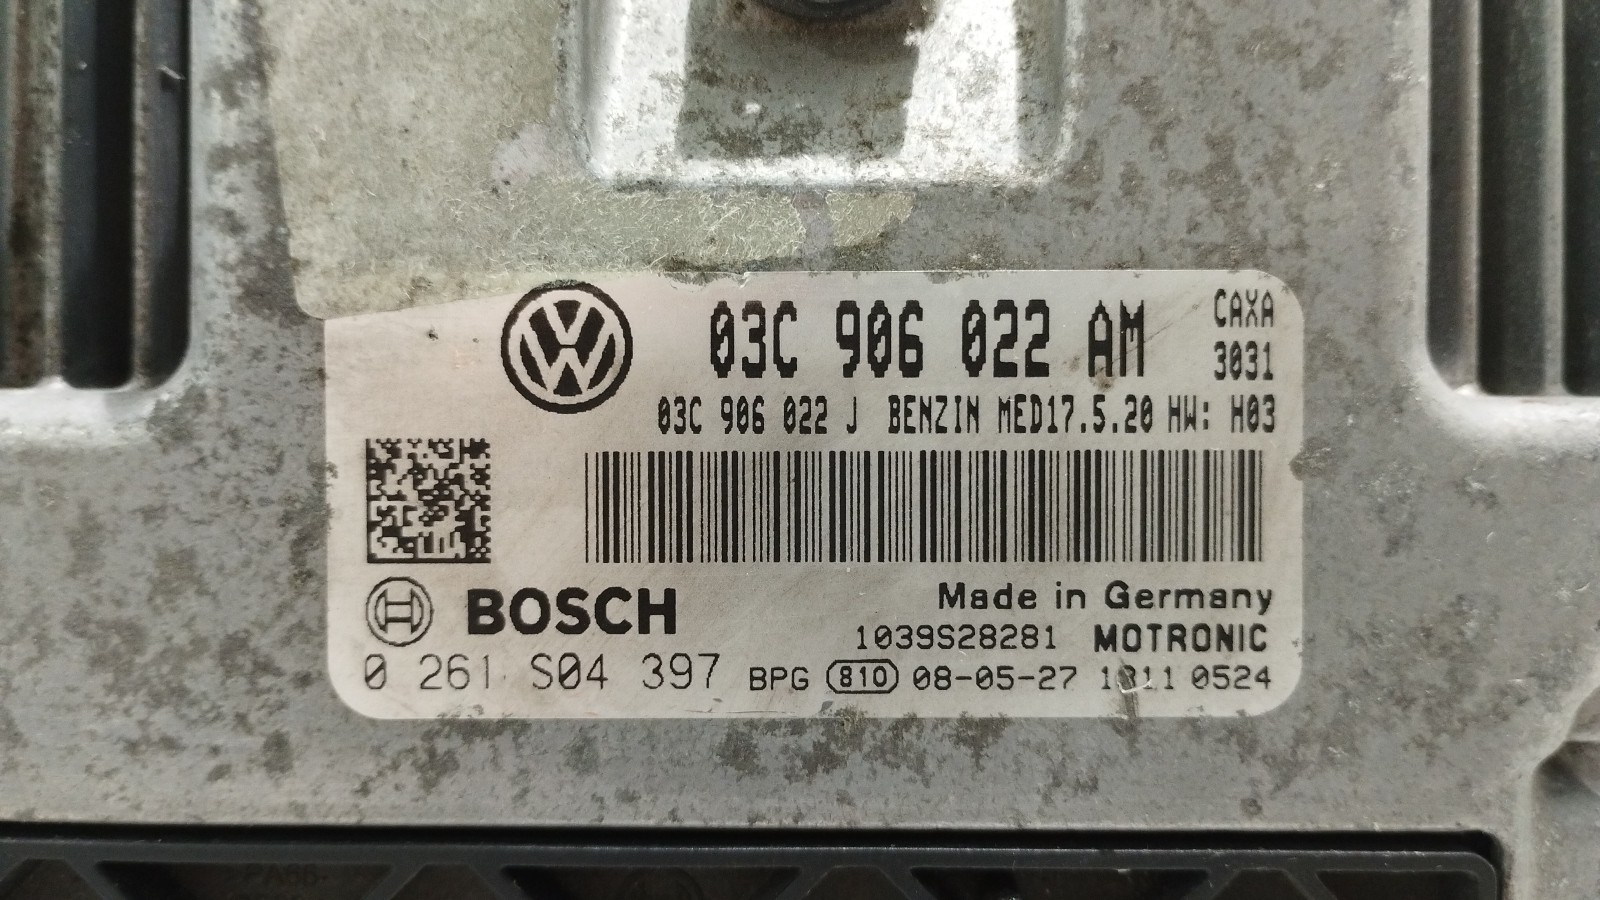 03C 906 022 AM
CAXA
3031
03C 906 022 J BENZIN MED17.5.20 HW: H03
BOSCH
Made in Germany
1039S28281 MOTRONIC
0 261 S04 397 BPG 810 08-05-27 0524